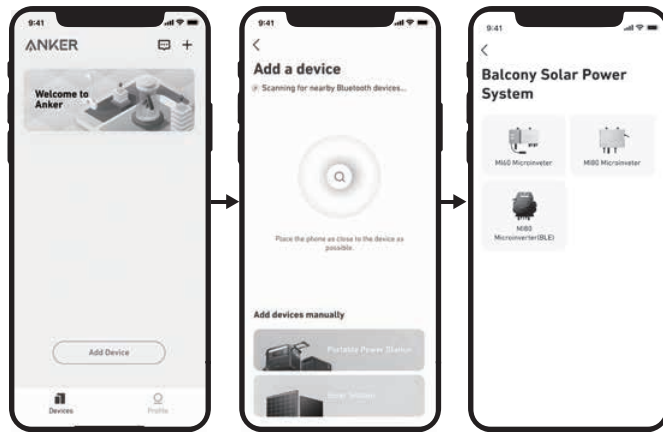 9:41
ANKER
Welcome to
Anker
Add Device
Devices
Profile
9:41
Add a device
Scanning for nearby Bluetooth devices...
Place the phone as close to the device as
possible.
Add devices manually
Portable Power Station
9:41
Balcony Solar Power
System
MI60 Microinveter
MI80 Microinveter
MI80
Microinverter(BLE)